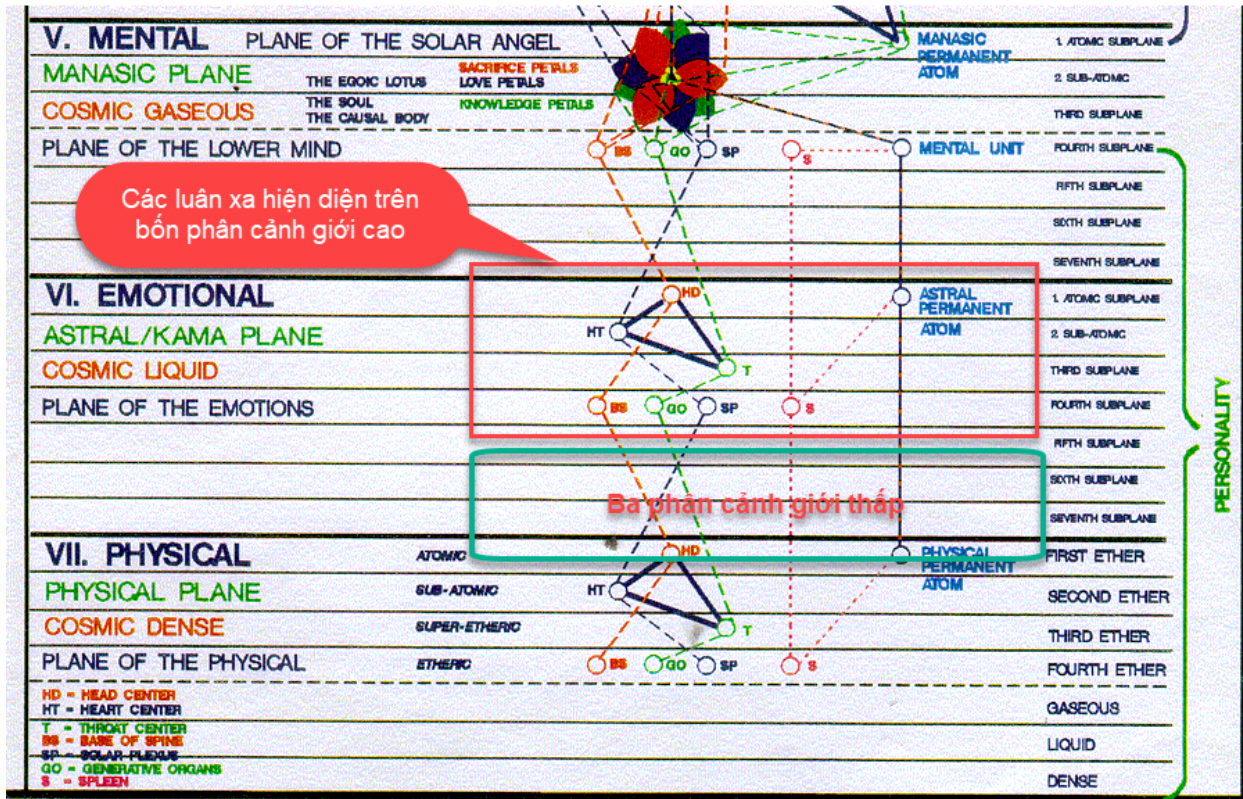 V. MENTAL PLANE OF THE SOLAR ANGEL
MANASIC PERMANENT ATOM
1. ATOMIC SUBPLANE
MANASIC PLANE
THE EGOIC LOTUS
SACRIFICE PETALS
LOVE PETALS
2. SUB-ATOMIC
COSMIC GASEOUS
THE SOUL
THE CAUSAL BODY
KNOWLEDGE PETALS
THIRD SUBPLANE
PLANE OF THE LOWER MIND
BS GO SP S
MENTAL UNIT
FOURTH SUBPLANE
Các luân xa hiện diện trên
bốn phân cảnh giới cao
FIFTH SUBPLANE
SIXTH SUBPLANE
SEVENTH SUBPLANE
VI. EMOTIONAL
HD
ASTRAL
PERMANENT
ATOM
1. ATOMIC SUBPLANE
ASTRAL/KAMA PLANE
HT
2. SUB-ATOMIC
COSMIC LIQUID
T
THIRD SUBPLANE
PLANE OF THE EMOTIONS
BS GO SP S
FOURTH SUBPLANE
FIFTH SUBPLANE
PERSONALITY
SIXTH SUBPLANE
Ba phân cảnh giới thấp
SEVENTH SUBPLANE
VII. PHYSICAL
ATOMIC
HD
PHYSICAL
PERMANENT
ATOM
FIRST ETHER
PHYSICAL PLANE
SUB-ATOMIC
HT
SECOND ETHER
COSMIC DENSE
SUPER-ETHERIC
T
THIRD ETHER
PLANE OF THE PHYSICAL
ETHERIC
BS GO SP S
FOURTH ETHER
HD = HEAD CENTER
HT = HEART CENTER
T = THROAT CENTER
BS = BASE OF SPINE
SP = SOLAR PLEXUS
GO = GENERATIVE ORGANS
S = SPLEEN
GASEOUS
LIQUID
DENSE